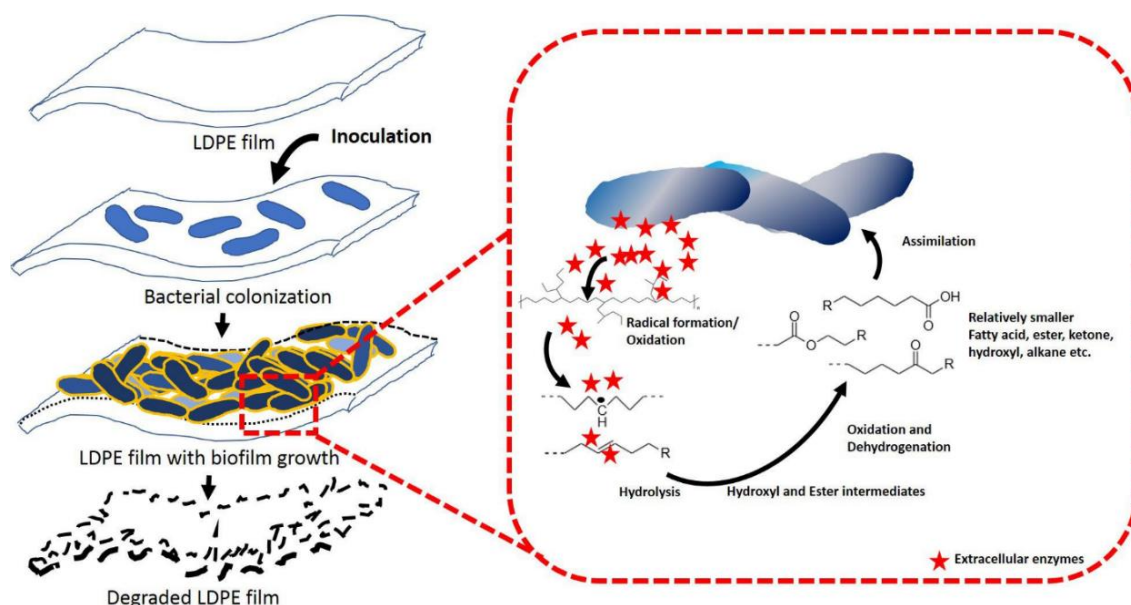 LDPE film
Inoculation
Bacterial colonization
LDPE film with biofilm growth
Degraded LDPE film
Assimilation
Radical formation/
Oxidation
OH
R
O
Relatively smaller
Fatty acid, ester, ketone,
hydroxyl, alkane etc.
O
R
O
O
R
C
H
R
Oxidation and
Dehydrogenation
Hydrolysis
Hydroxyl and Ester intermediates
Extracellular enzymes